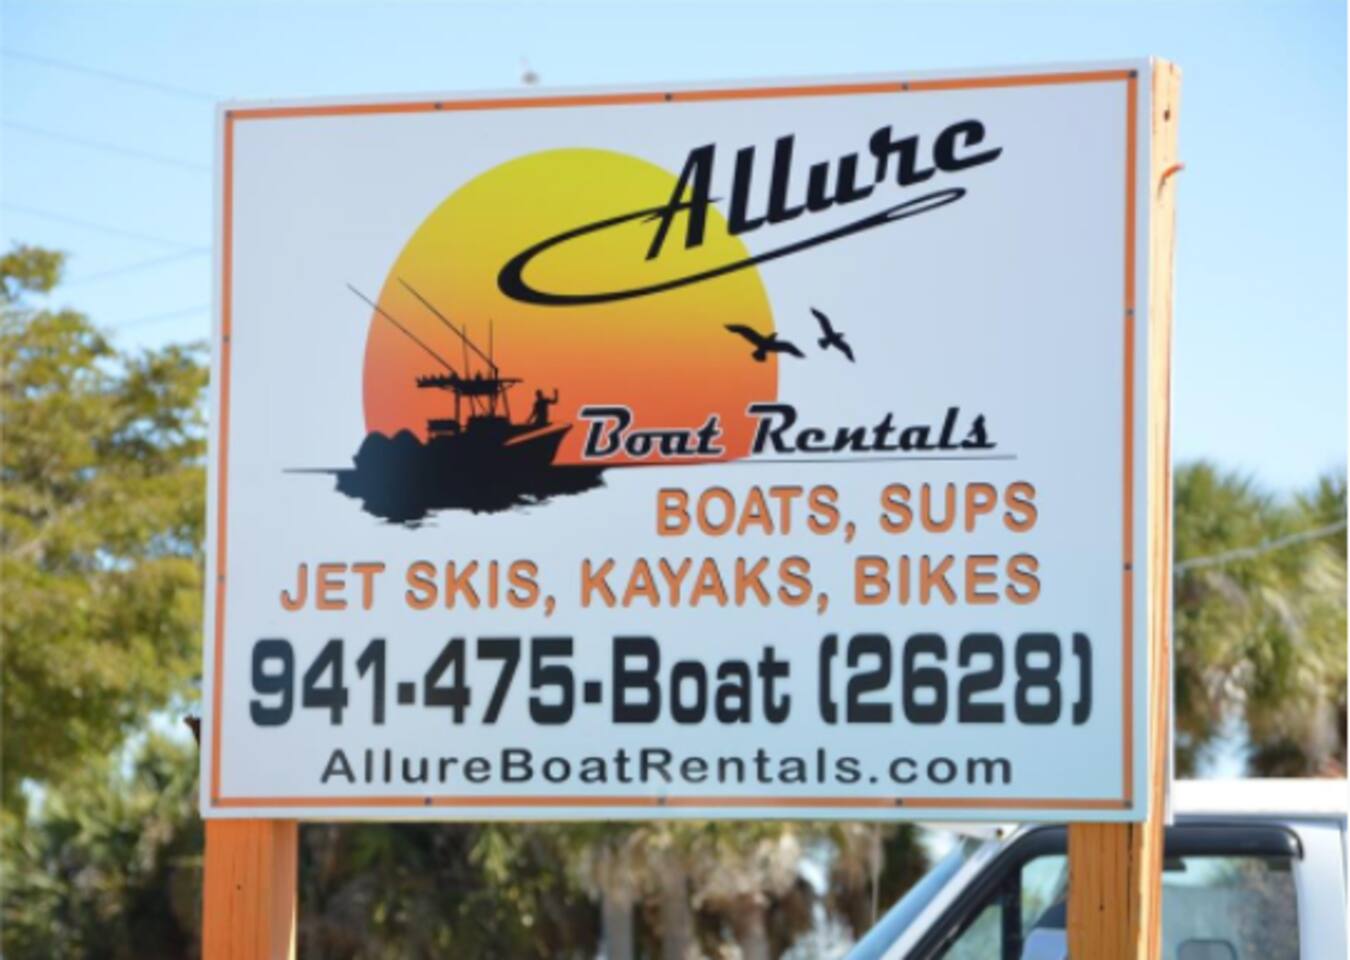 Allure
Boat Rentals
BOATS, SUPS
JET SKIS, KAYAKS, BIKES
941-475-Boat (2628)
AllureBoatRentals.com